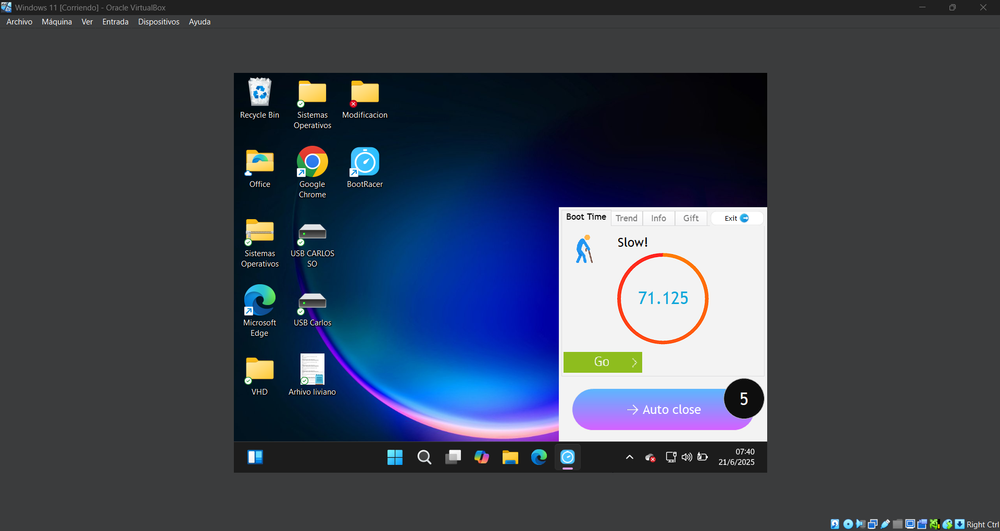 Windows 11 [Corriendo] - Oracle VirtualBox
Archivo Máquina Ver Entrada Dispositivos Ayuda
Recycle Bin
Sistemas
Operativos
Modificacion
Office
Google
Chrome
BootRacer
Sistemas
Operativos
USB CARLOS
SO
Microsoft
Edge
USB Carlos
VHD
Arhivo liviano
Boot Time Trend Info Gift Exit
Slow!
71.125
Go
Auto close
5
07:40
21/6/2025
Right Ctrl